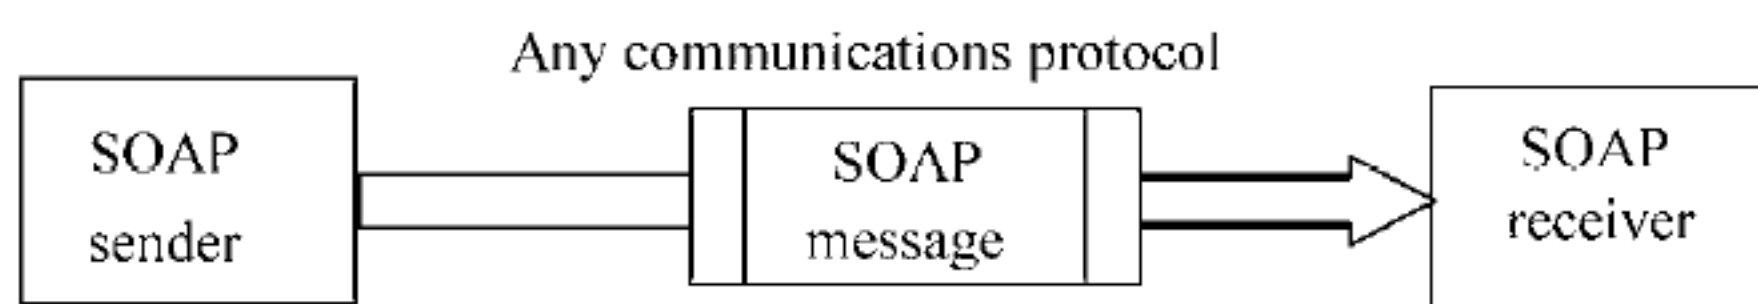 Any communications protocol
SOAP
sender
SOAP
message
SOAP
receiver